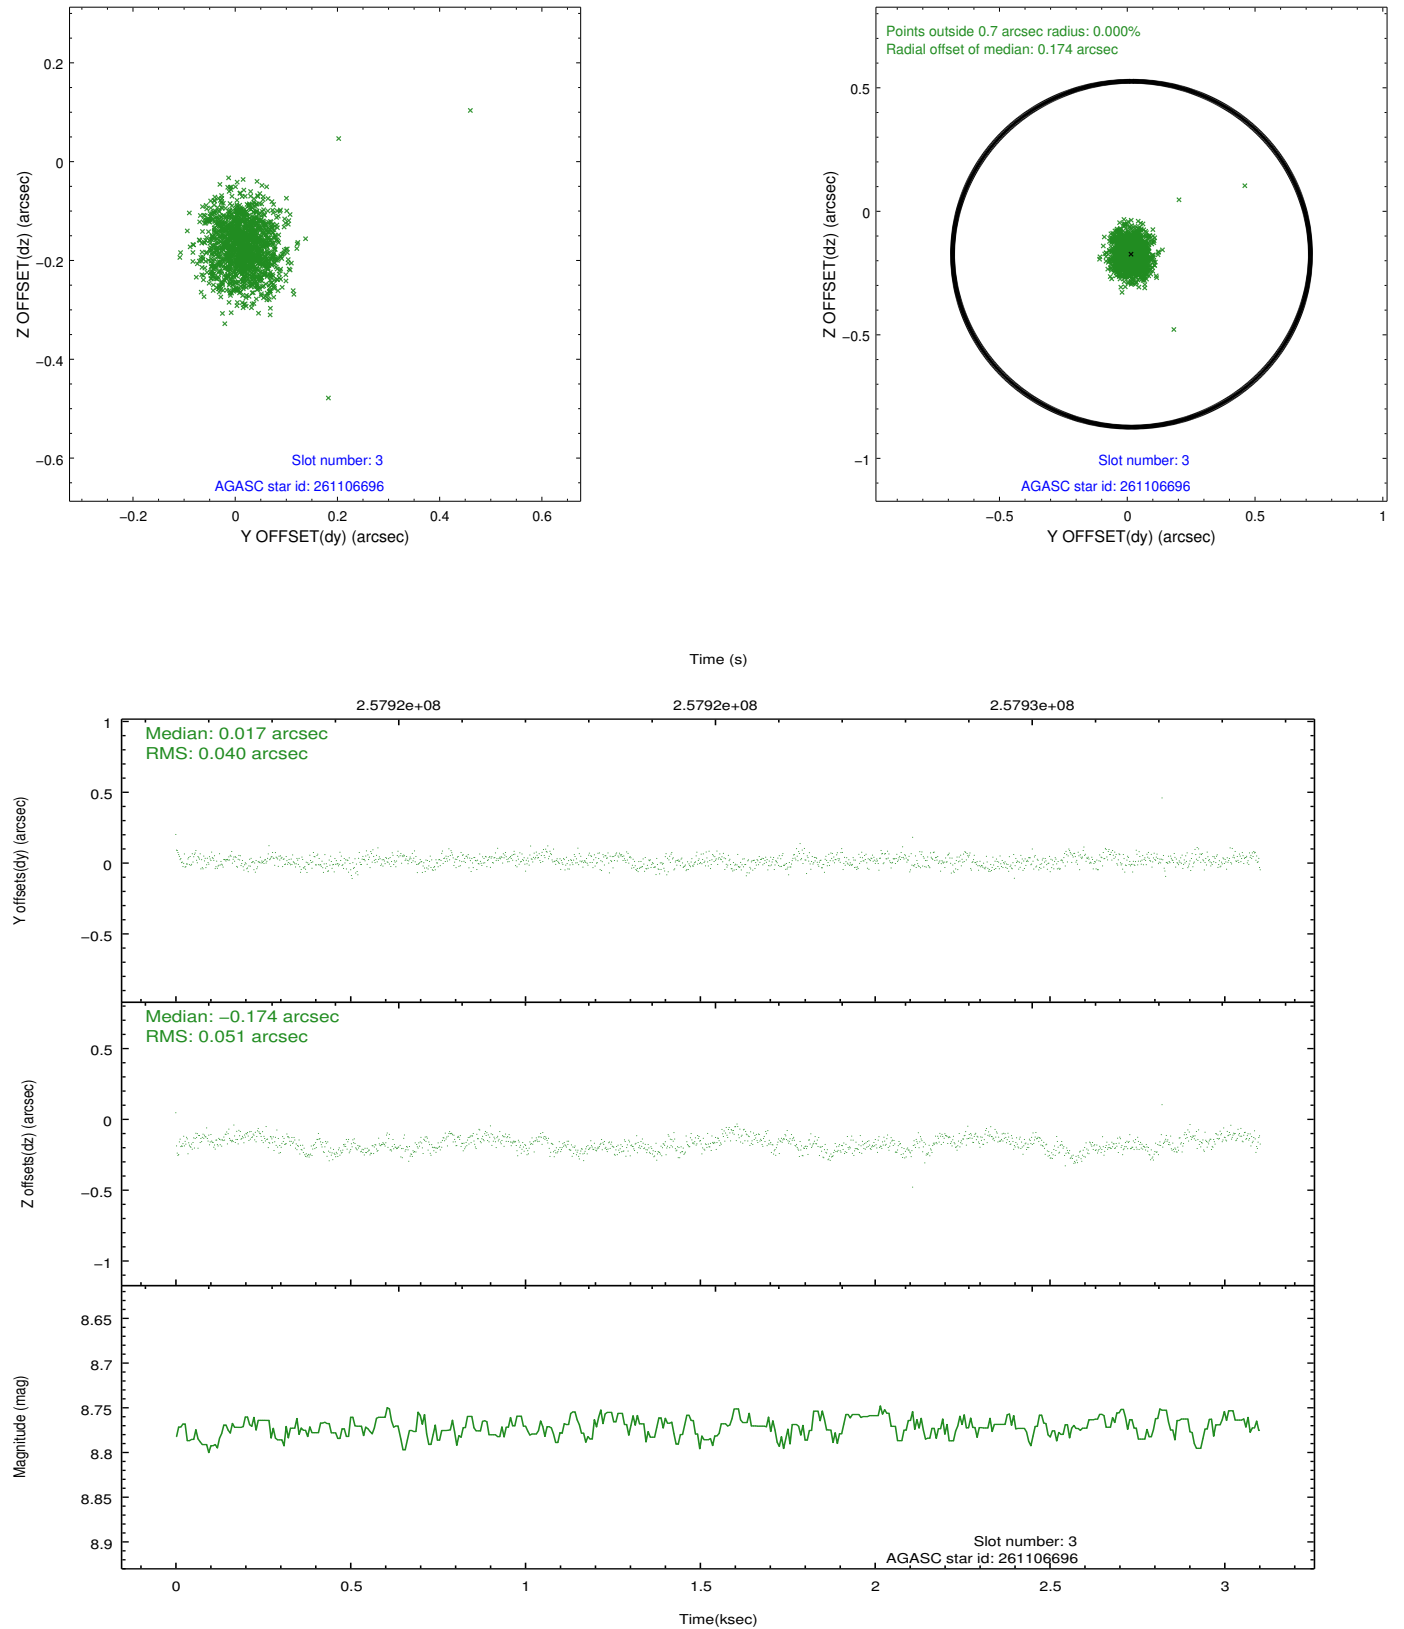 0.2
0
−0.2
−0.4
−0.6
Z OFFSET(dz) (arcsec)
Slot number: 3
AGASC star id: 261106696
−0.2
0
0.2
0.4
0.6
Y OFFSET(dy) (arcsec)
Points outside 0.7 arcsec radius: 0.000%
Radial offset of median: 0.174 arcsec
0.5
0
−0.5
−1
Z OFFSET(dz) (arcsec)
Slot number: 3
AGASC star id: 261106696
−0.5
0
0.5
1
Y OFFSET(dy) (arcsec)
Time (s)
2.5792e+08
2.5792e+08
2.5793e+08
Median: 0.017 arcsec
RMS: 0.040 arcsec
1
0.5
0
−0.5
Y offsets(dy) (arcsec)
Median: −0.174 arcsec
RMS: 0.051 arcsec
0.5
0
−0.5
−1
Z offsets(dz) (arcsec)
8.65
8.7
8.75
8.8
8.85
8.9
Magnitude (mag)
Slot number: 3
AGASC star id: 261106696
0
0.5
1
1.5
2
2.5
3
Time(ksec)